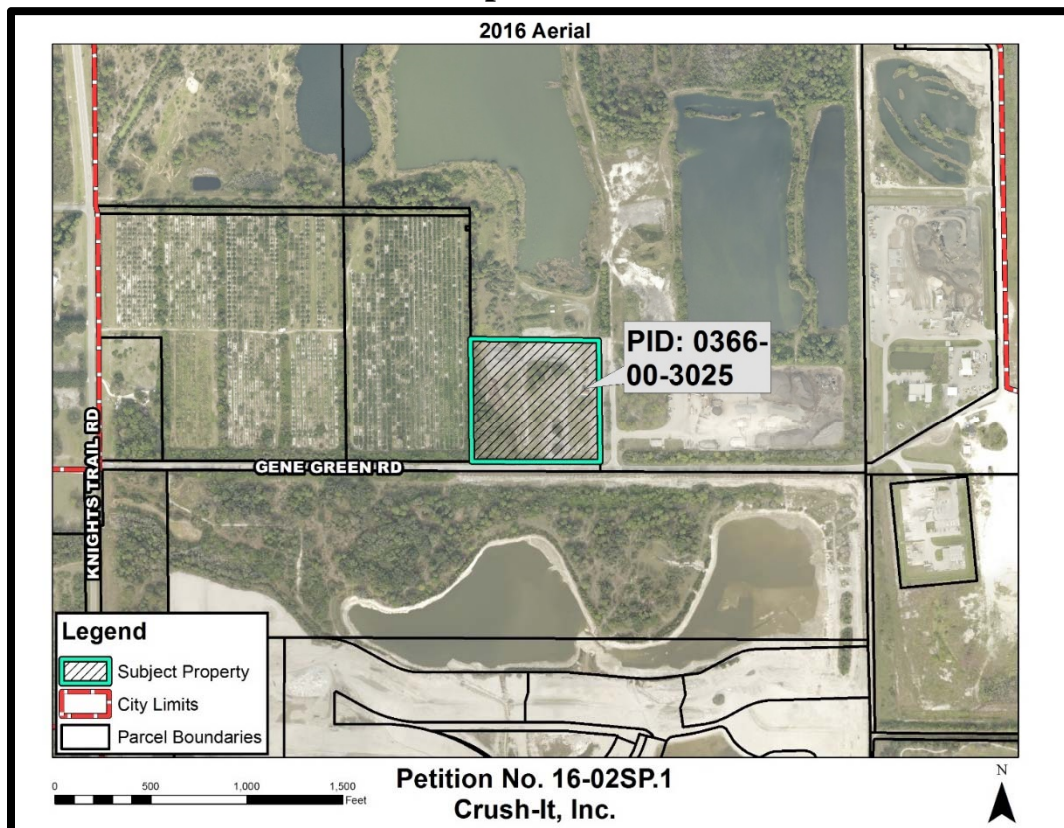 2016 Aerial
PID: 0366-
00-3025
GENE GREEN RD
KNIGHTS TRAIL RD
Legend
Subject Property
City Limits
Parcel Boundaries
0 500 1,000 1,500
Feet
Petition No. 16-02SP.1
Crush-It, Inc.
N